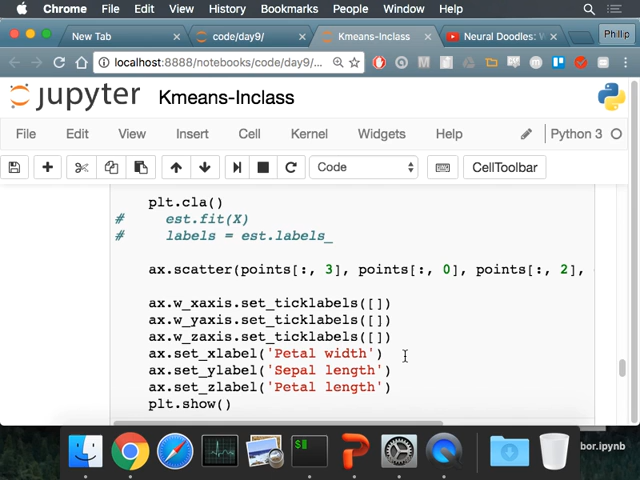 Chrome File Edit View History Bookmarks People Window Help
New Tab code/day9/ Kmeans-Inclass Neural Doodles: W Philip
localhost:8888/notebooks/code/day9/...
jupyter Kmeans-Inclass
File Edit View Insert Cell Kernel Widgets Help Python 3
Code CellToolbar
plt.cla()
# est.fit(X)
# labels = est.labels_
ax.scatter(points[:, 3], points[:, 0], points[:, 2],
ax.w_xaxis.set_ticklabels([])
ax.w_yaxis.set_ticklabels([])
ax.w_zaxis.set_ticklabels([])
ax.set_xlabel('Petal width')
ax.set_ylabel('Sepal length')
ax.set_zlabel('Petal length')
plt.show()
bor.ipynb